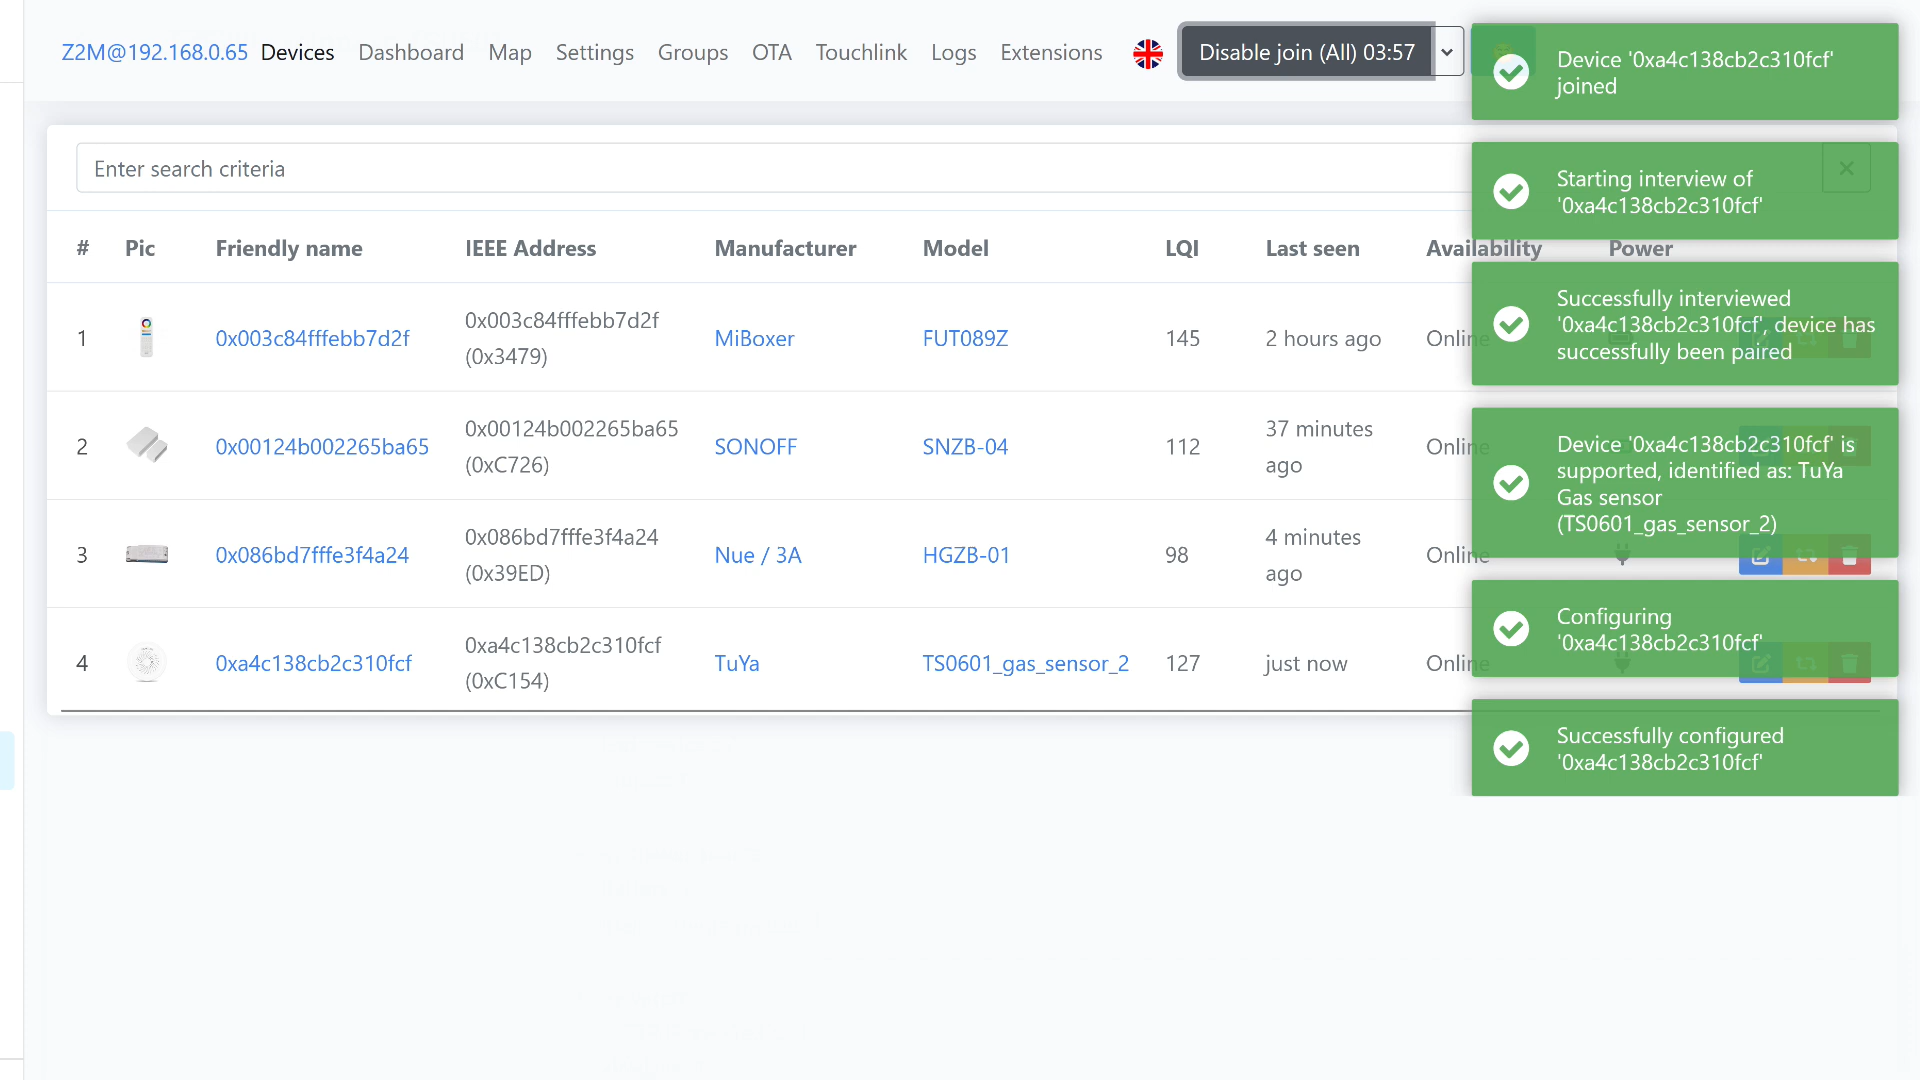 Z2M@192.168.0.65 Devices Dashboard Map Settings Groups OTA Touchlink Logs Extensions Disable join (All) 03:57
Enter search criteria
# Pic Friendly name IEEE Address Manufacturer Model LQI Last seen Availability Power
1 0x003c84fffebb7d2f 0x003c84fffebb7d2f (0x3479) MiBoxer FUT089Z 145 2 hours ago Online
2 0x00124b002265ba65 0x00124b002265ba65 (0xC726) SONOFF SNZB-04 112 37 minutes ago Online
3 0x086bd7fffe3f4a24 0x086bd7fffe3f4a24 (0x39ED) Nue / 3A HGZB-01 98 4 minutes ago Online
4 0xa4c138cb2c310fcf 0xa4c138cb2c310fcf (0xC154) TuYa TS0601_gas_sensor_2 127 just now Online
Device '0xa4c138cb2c310fcf'
joined
Starting interview of
'0xa4c138cb2c310fcf'
Successfully interviewed
'0xa4c138cb2c310fcf', device has
successfully been paired
Device '0xa4c138cb2c310fcf' is
supported, identified as: TuYa
Gas sensor
(TS0601_gas_sensor_2)
Configuring
'0xa4c138cb2c310fcf'
Successfully configured
'0xa4c138cb2c310fcf'